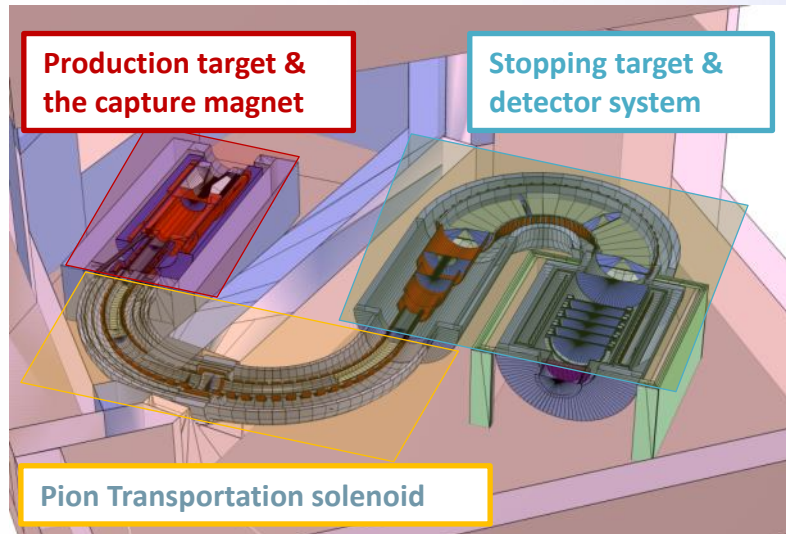 Production target &
the capture magnet
Stopping target &
detector system
Pion Transportation solenoid